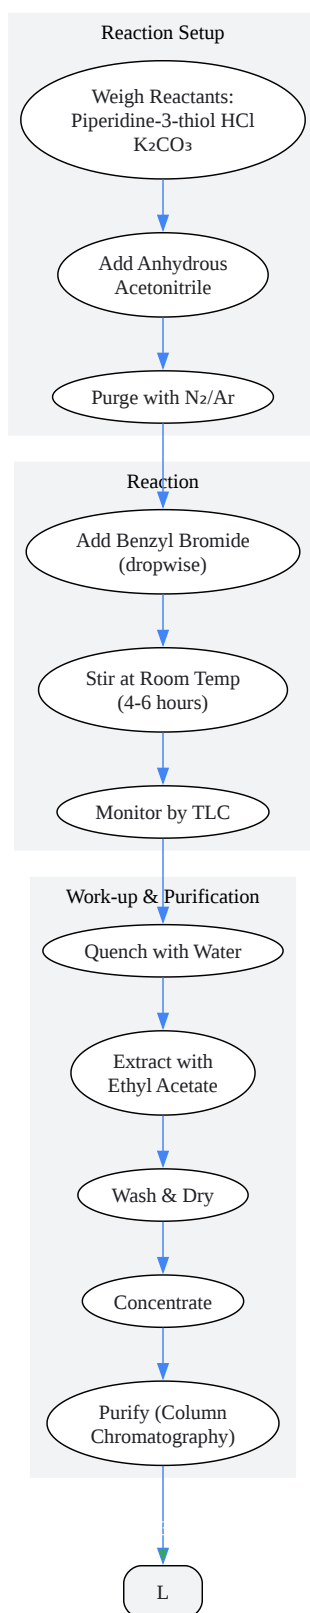 Reaction Setup
Weigh Reactants:
Piperidine-3-thiol HCl
K₂CO₃
Add Anhydrous
Acetonitrile
Purge with N₂/Ar
Reaction
Add Benzyl Bromide
(dropwise)
Stir at Room Temp
(4-6 hours)
Monitor by TLC
Work-up & Purification
Quench with Water
Extract with
Ethyl Acetate
Wash & Dry
Concentrate
Purify (Column
Chromatography)
L